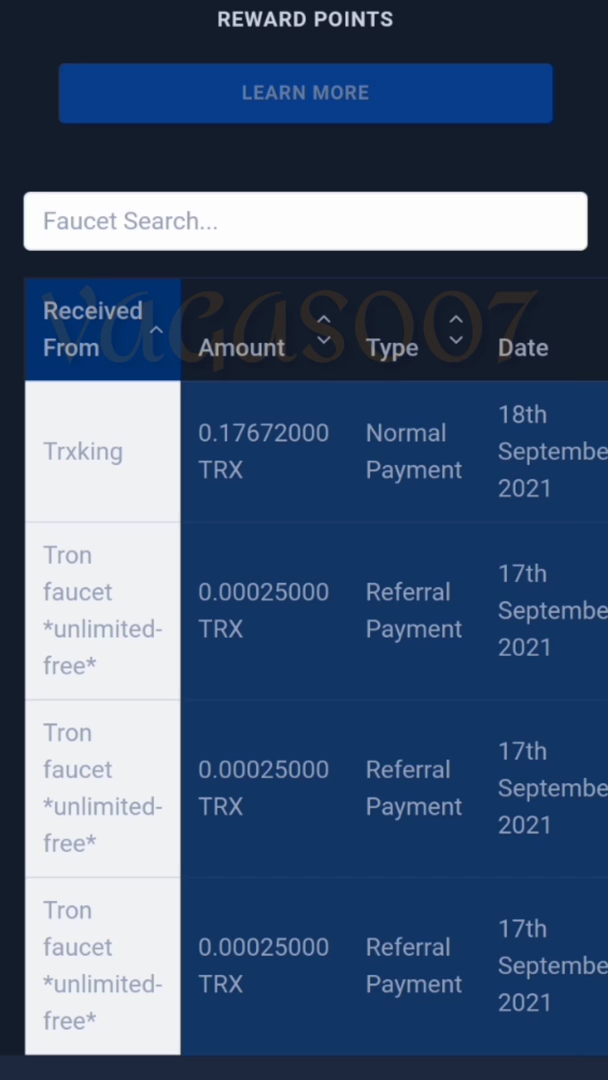 REWARD POINTS
LEARN MORE
Faucet Search...
vagas007
Received
From
Amount
Type
Date
Trxking
0.17672000
TRX
Normal
Payment
18th
Septembe
2021
Tron
faucet
*unlimited-
free*
0.00025000
TRX
Referral
Payment
17th
Septembe
2021
Tron
faucet
*unlimited-
free*
0.00025000
TRX
Referral
Payment
17th
Septembe
2021
Tron
faucet
*unlimited-
free*
0.00025000
TRX
Referral
Payment
17th
Septembe
2021